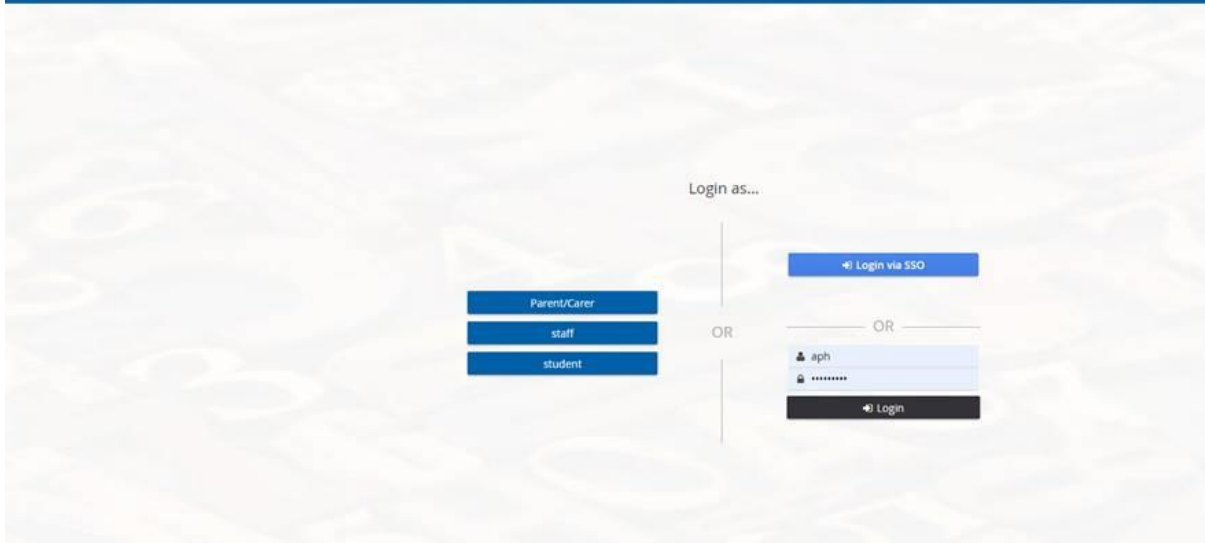 Login as...
Parent/Carer
staff
student
OR
Login via SSO
OR
aph
•••••••••
Login